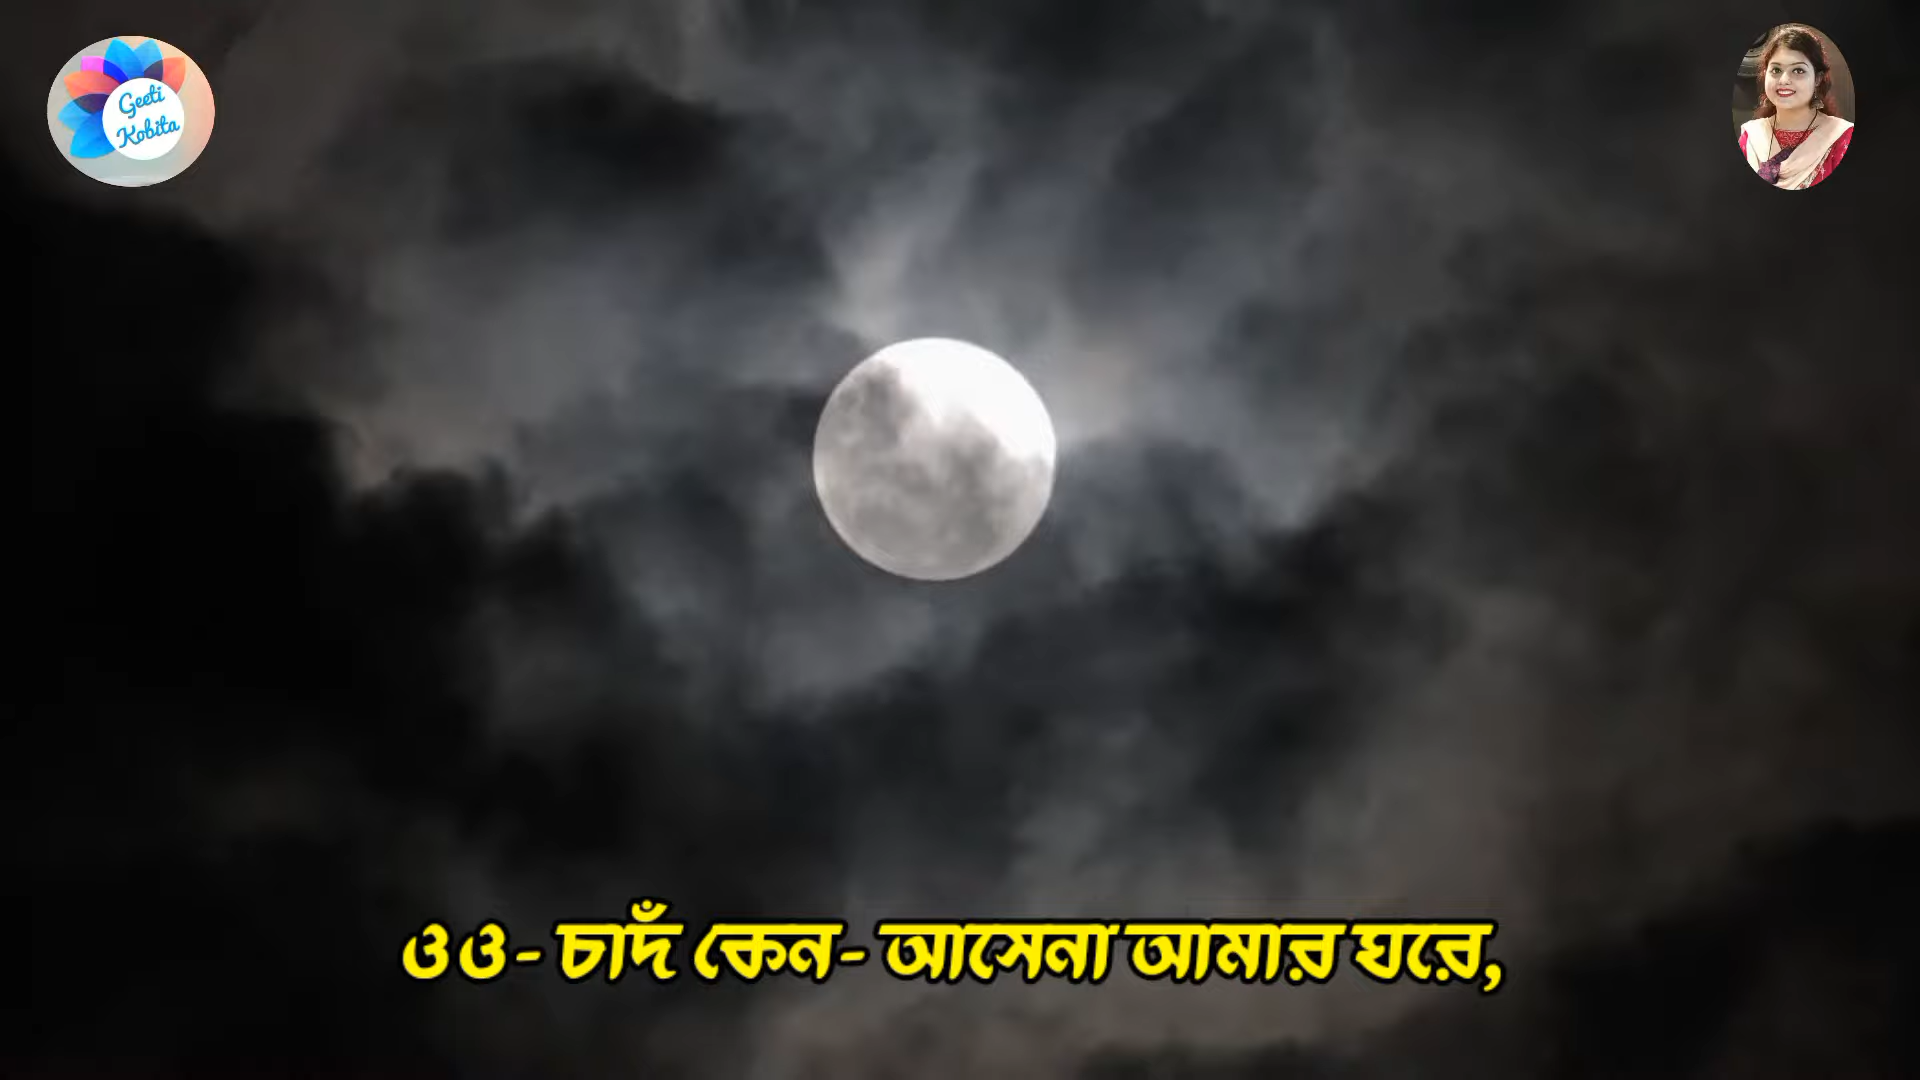 Geeti
Kobita
ওও- চাদঁ কেন- আসেনা আমার ঘরে,